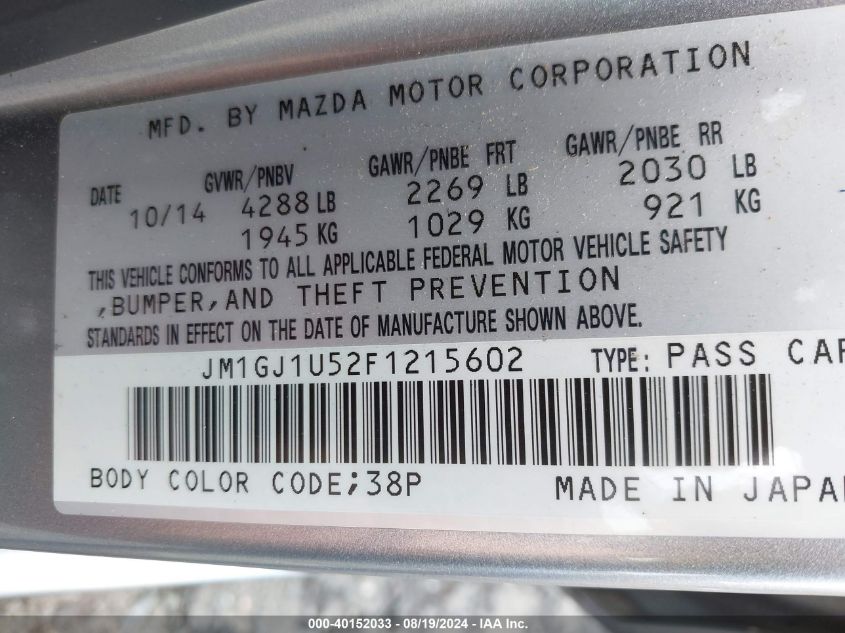 MFD. BY MAZDA MOTOR CORPORATION
DATE GVWR/PNBV GAWR/PNBE FRT GAWR/PNBE RR
10/14 4288 LB 2269 LB 2030 LB
1945 KG 1029 KG 921 KG
THIS VEHICLE CONFORMS TO ALL APPLICABLE FEDERAL MOTOR VEHICLE SAFETY
,BUMPER,AND THEFT PREVENTION
STANDARDS IN EFFECT ON THE DATE OF MANUFACTURE SHOWN ABOVE.
JM1GJ1U52F1215602 TYPE: PASS CAR
BODY COLOR CODE;38P MADE IN JAPAN
000-40152033 - 08/19/2024 - IAA Inc.